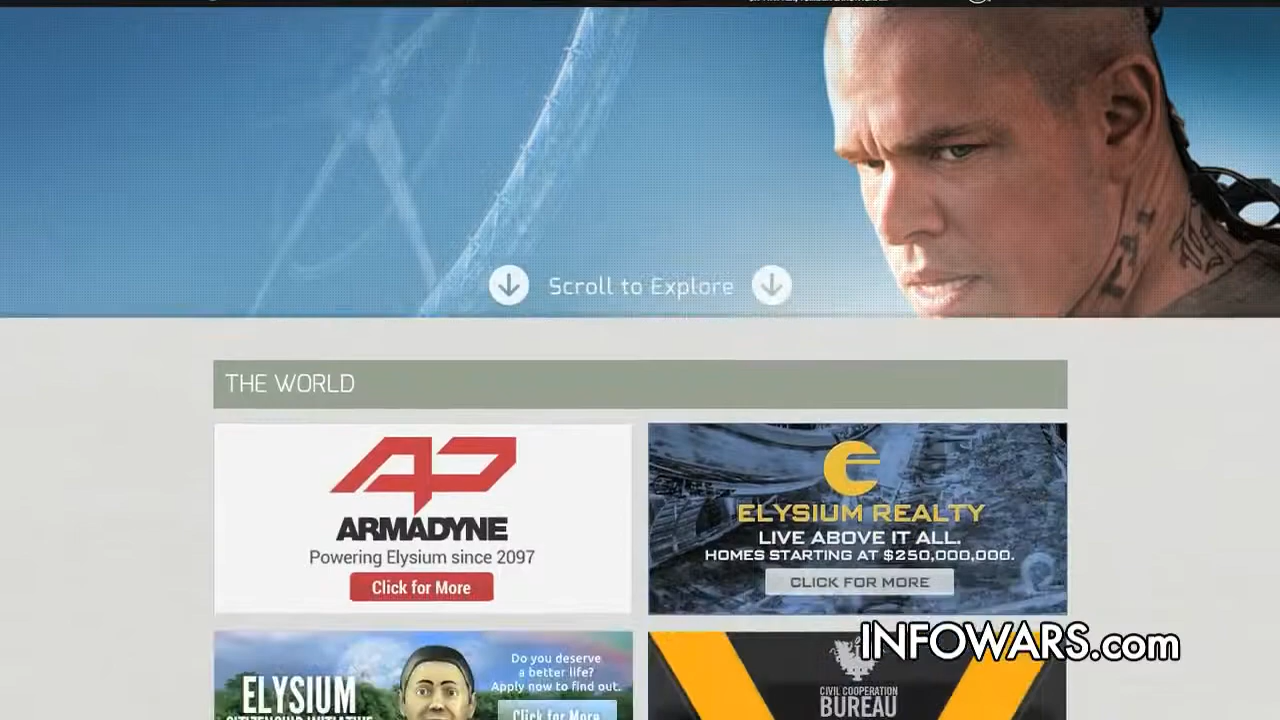 Scroll to Explore
THE WORLD
ARMADYNE
Powering Elysium since 2097
Click for More
ELYSIUM REALTY
LIVE ABOVE IT ALL.
HOMES STARTING AT $250,000,000.
CLICK FOR MORE
ELYSIUM
CITIZENSHIP INITIATIVE
Do you deserve
a better life?
Apply now to find out.
Click for More
CIVIL COOPERATION
BUREAU
INFOWARS.com